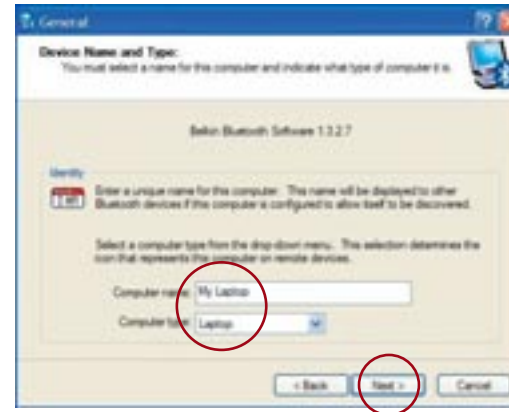 General
Device Name and Type:
You must select a name for this computer and indicate what type of computer it is.
Belkin Bluetooth Software 1.3.2.7
Identity
Enter a unique name for this computer. This name will be displayed to other
Bluetooth devices if this computer is configured to allow itself to be discovered.
Select a computer type from the drop-down menu. This selection determines the
icon that represents this computer on remote devices.
Computer name: My Laptop
Computer type: Laptop
< Back Next > Cancel